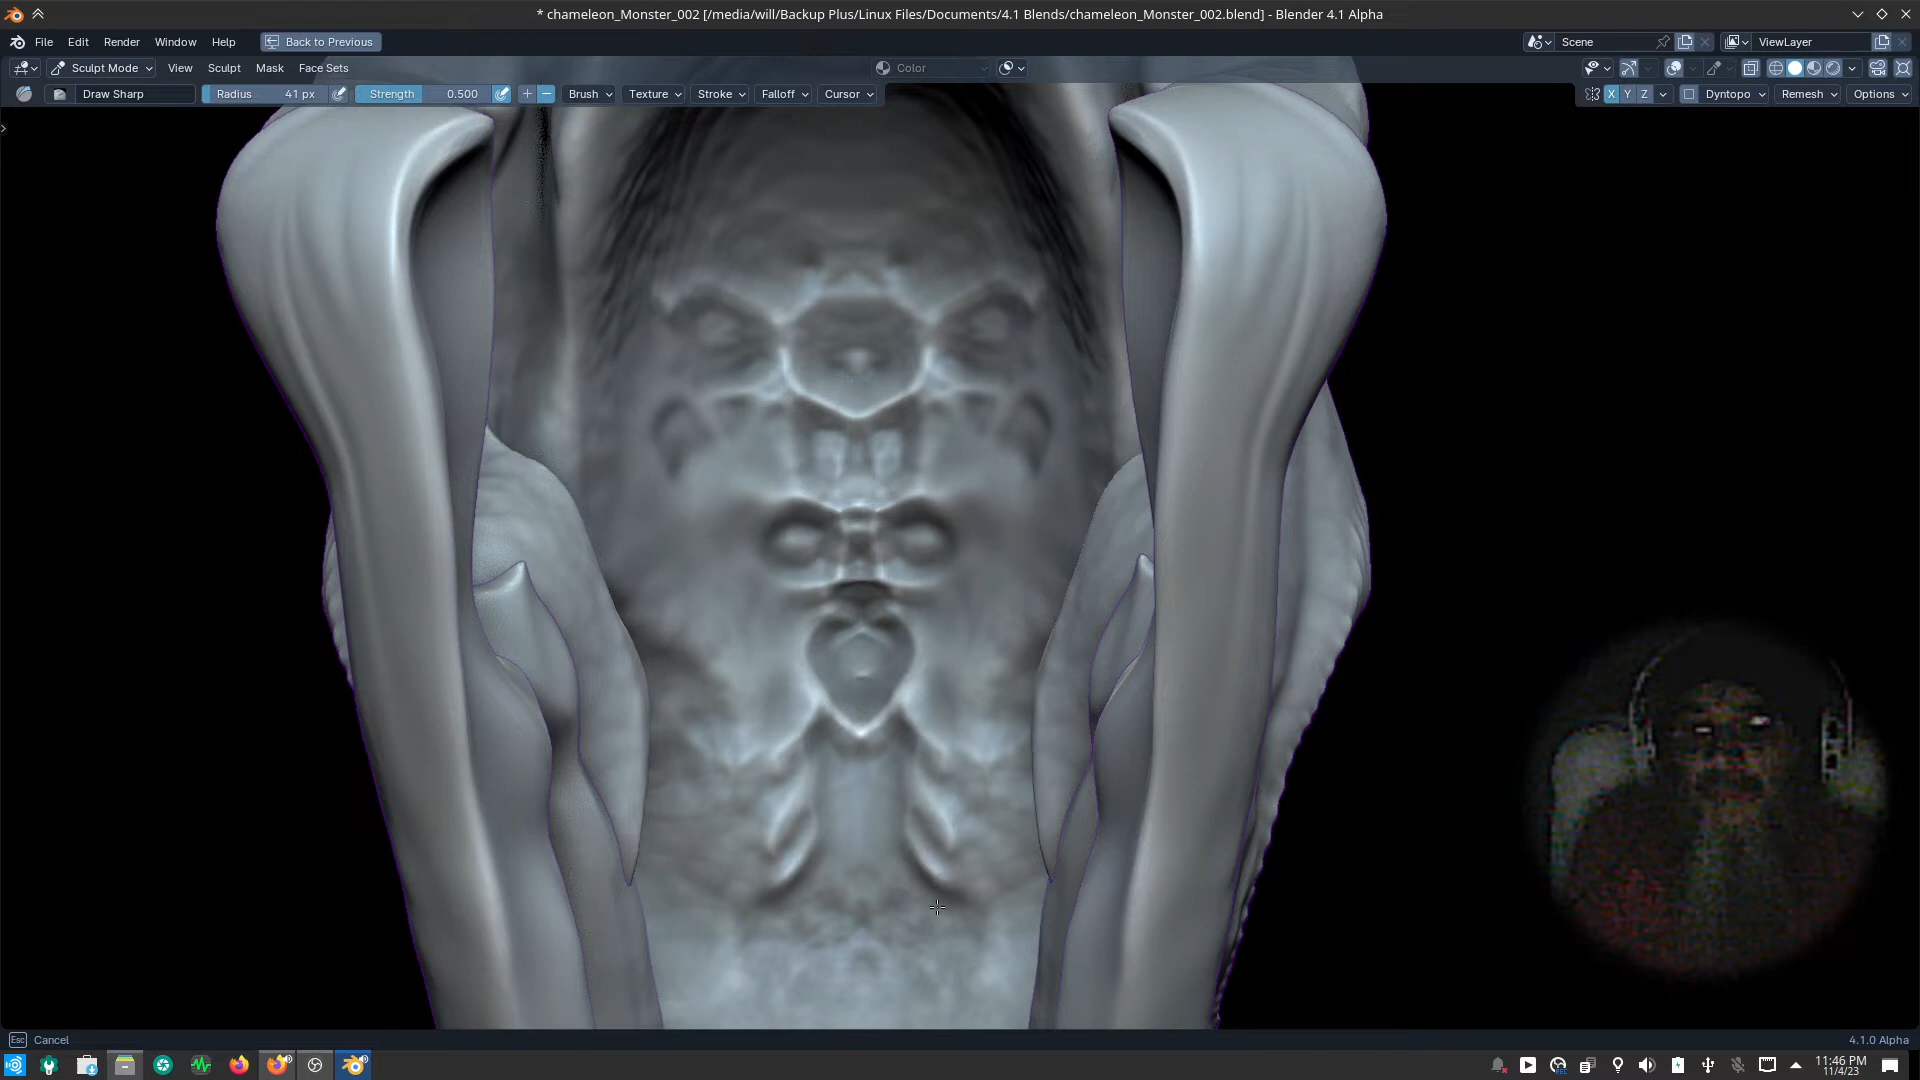 * chameleon_Monster_002 [/media/will/Backup Plus/Linux Files/Documents/4.1 Blends/chameleon_Monster_002.blend] - Blender 4.1 Alpha
File Edit Render Window Help Back to Previous Scene ViewLayer
Sculpt Mode View Sculpt Mask Face Sets Color
Draw Sharp Radius 41 px Strength 0.500 Brush Texture Stroke Falloff Cursor X Y Z Dyntopo Remesh Options
Esc Cancel 4.1.0 Alpha
11:46 PM
11/4/23